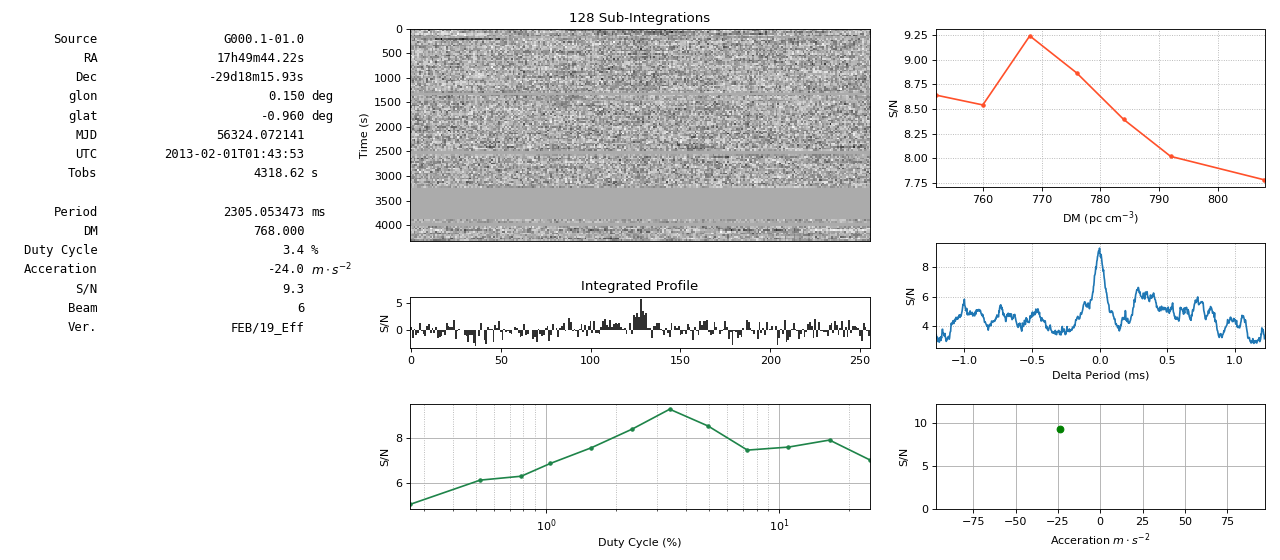 Source G000.1-01.0
RA 17h49m44.22s
Dec -29d18m15.93s
glon 0.150 deg
glat -0.960 deg
MJD 56324.072141
UTC 2013-02-01T01:43:53
Tobs 4318.62 s
Period 2305.053473 ms
DM 768.000
Duty Cycle 3.4 %
Acceration -24.0 m · s⁻²
S/N 9.3
Beam 6
Ver. FEB/19_Eff
128 Sub-Integrations
Time (s)
0
500
1000
1500
2000
2500
3000
3500
4000
Integrated Profile
S/N
5
0
0 50 100 150 200 250
S/N
8
6
10⁰ 10¹
Duty Cycle (%)
S/N
9.25
9.00
8.75
8.50
8.25
8.00
7.75
760 770 780 790 800
DM (pc cm⁻³)
S/N
8
6
4
−1.0 −0.5 0.0 0.5 1.0
Delta Period (ms)
S/N
10
5
0
−75 −50 −25 0 25 50 75
Acceration m · s⁻²